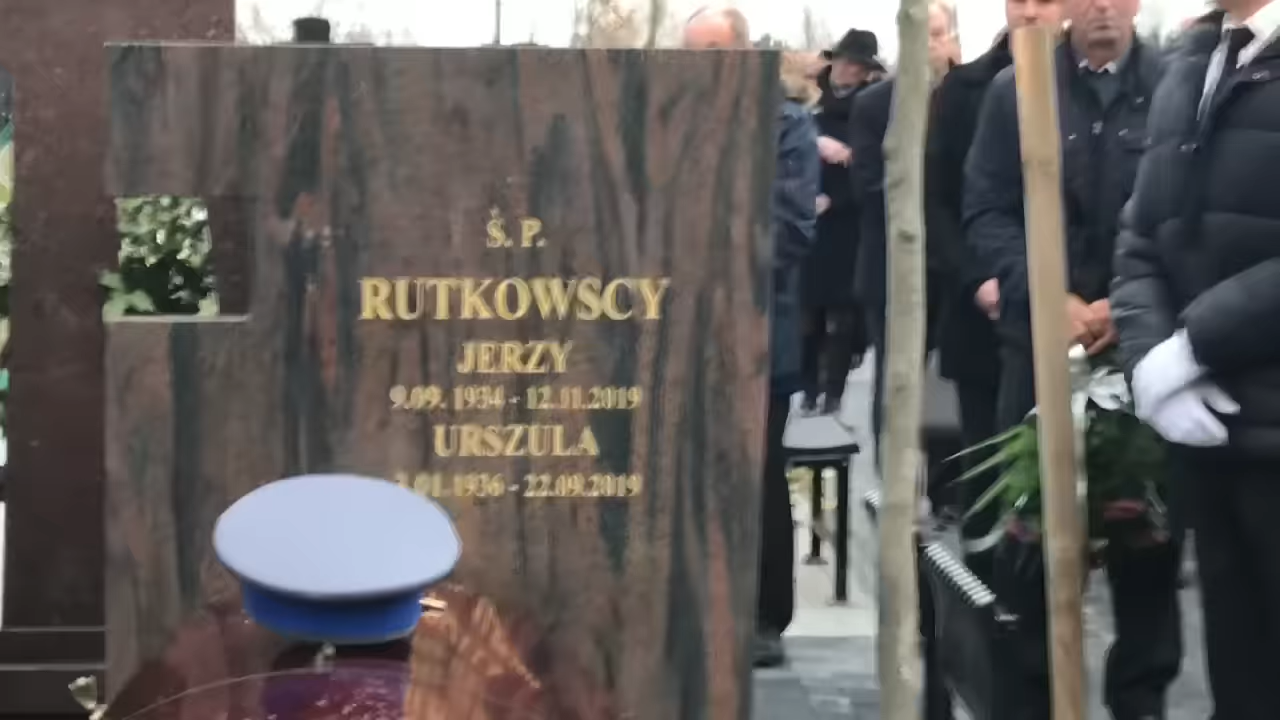 Ś. P.
RUTKOWSCY
JERZY
9.09. 1934 - 12.11.2019
URSZULA
3.01.1936 - 22.09.2019